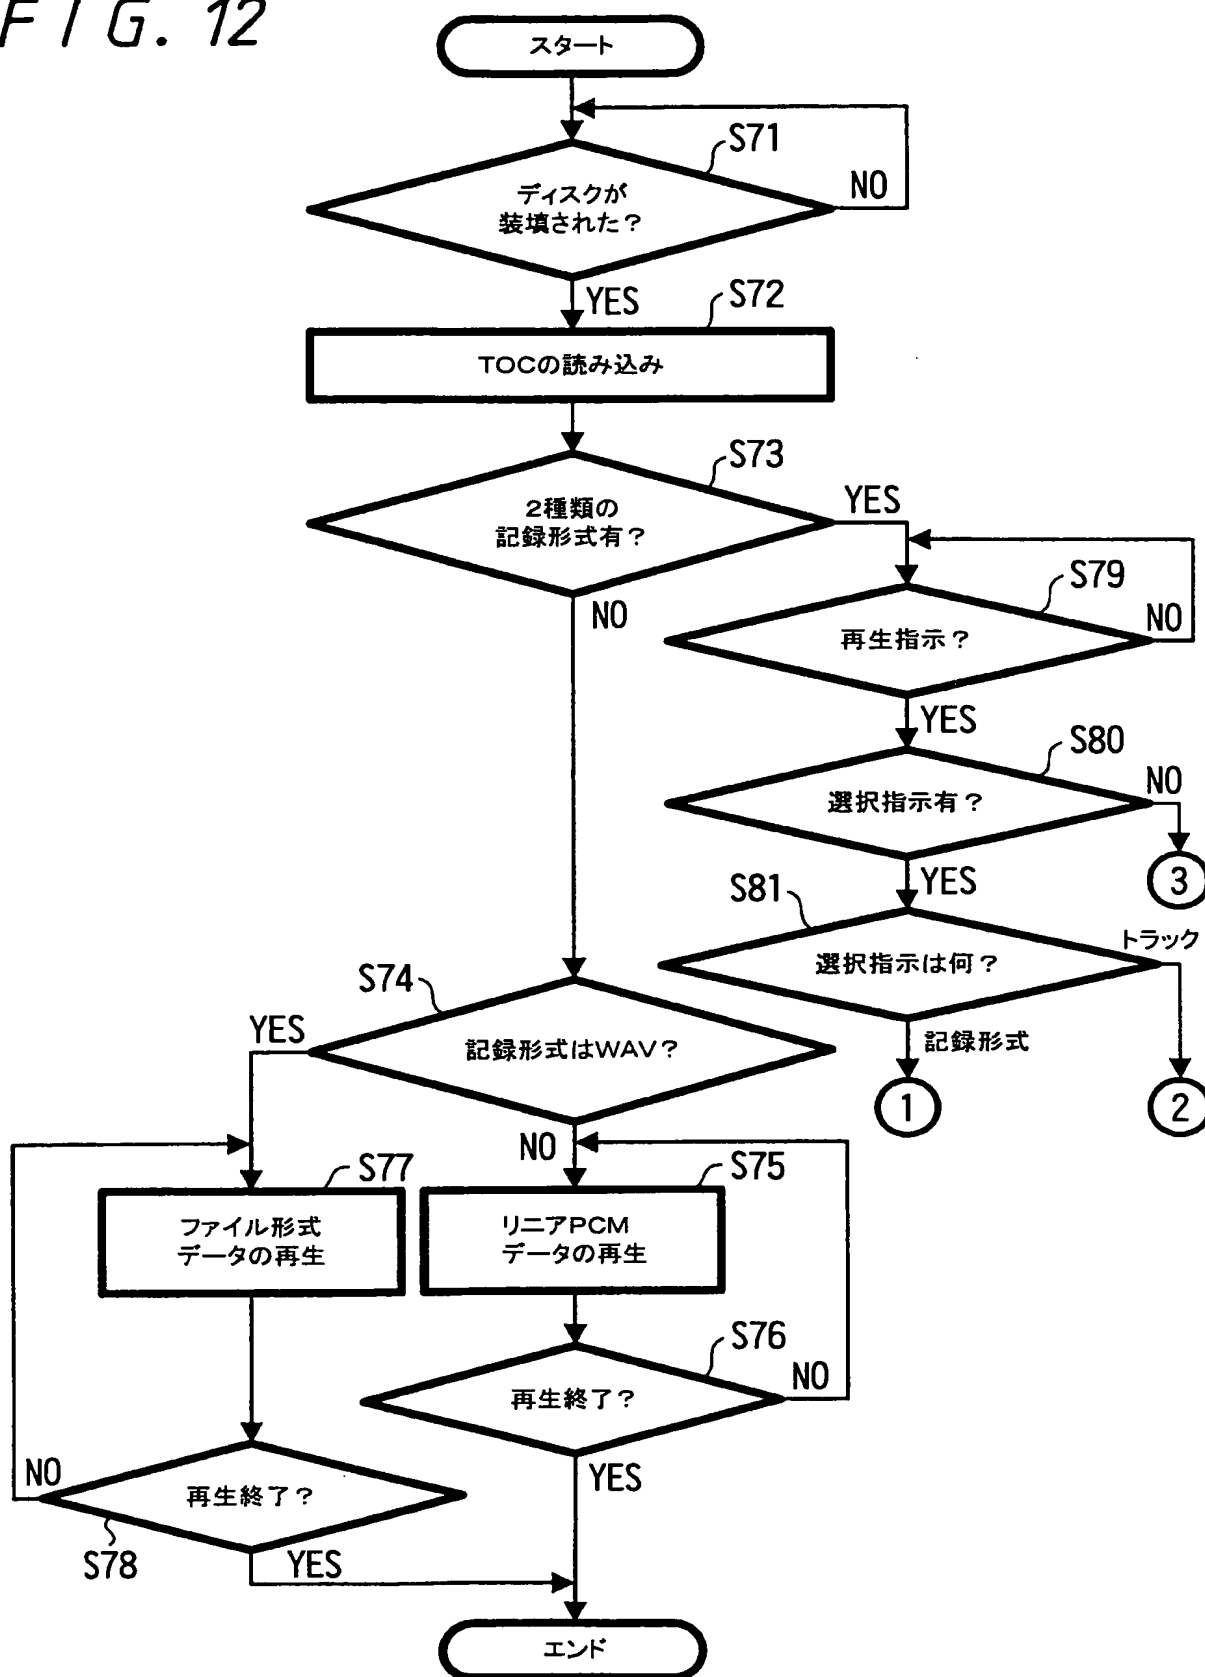 FIG. 12
スタート
S71
ディスクが
装填された?
NO
YES
S72
TOCの読み込み
S73
2種類の
記録形式有?
YES
NO
S79
再生指示?
NO
YES
S80
選択指示有?
NO
3
YES
S81
選択指示は何?
トラック
記録形式
1
2
S74
記録形式はWAV?
YES
NO
S77
ファイル形式
データの再生
S75
リニアPCM
データの再生
S76
再生終了?
NO
YES
再生終了?
NO
S78
YES
エンド